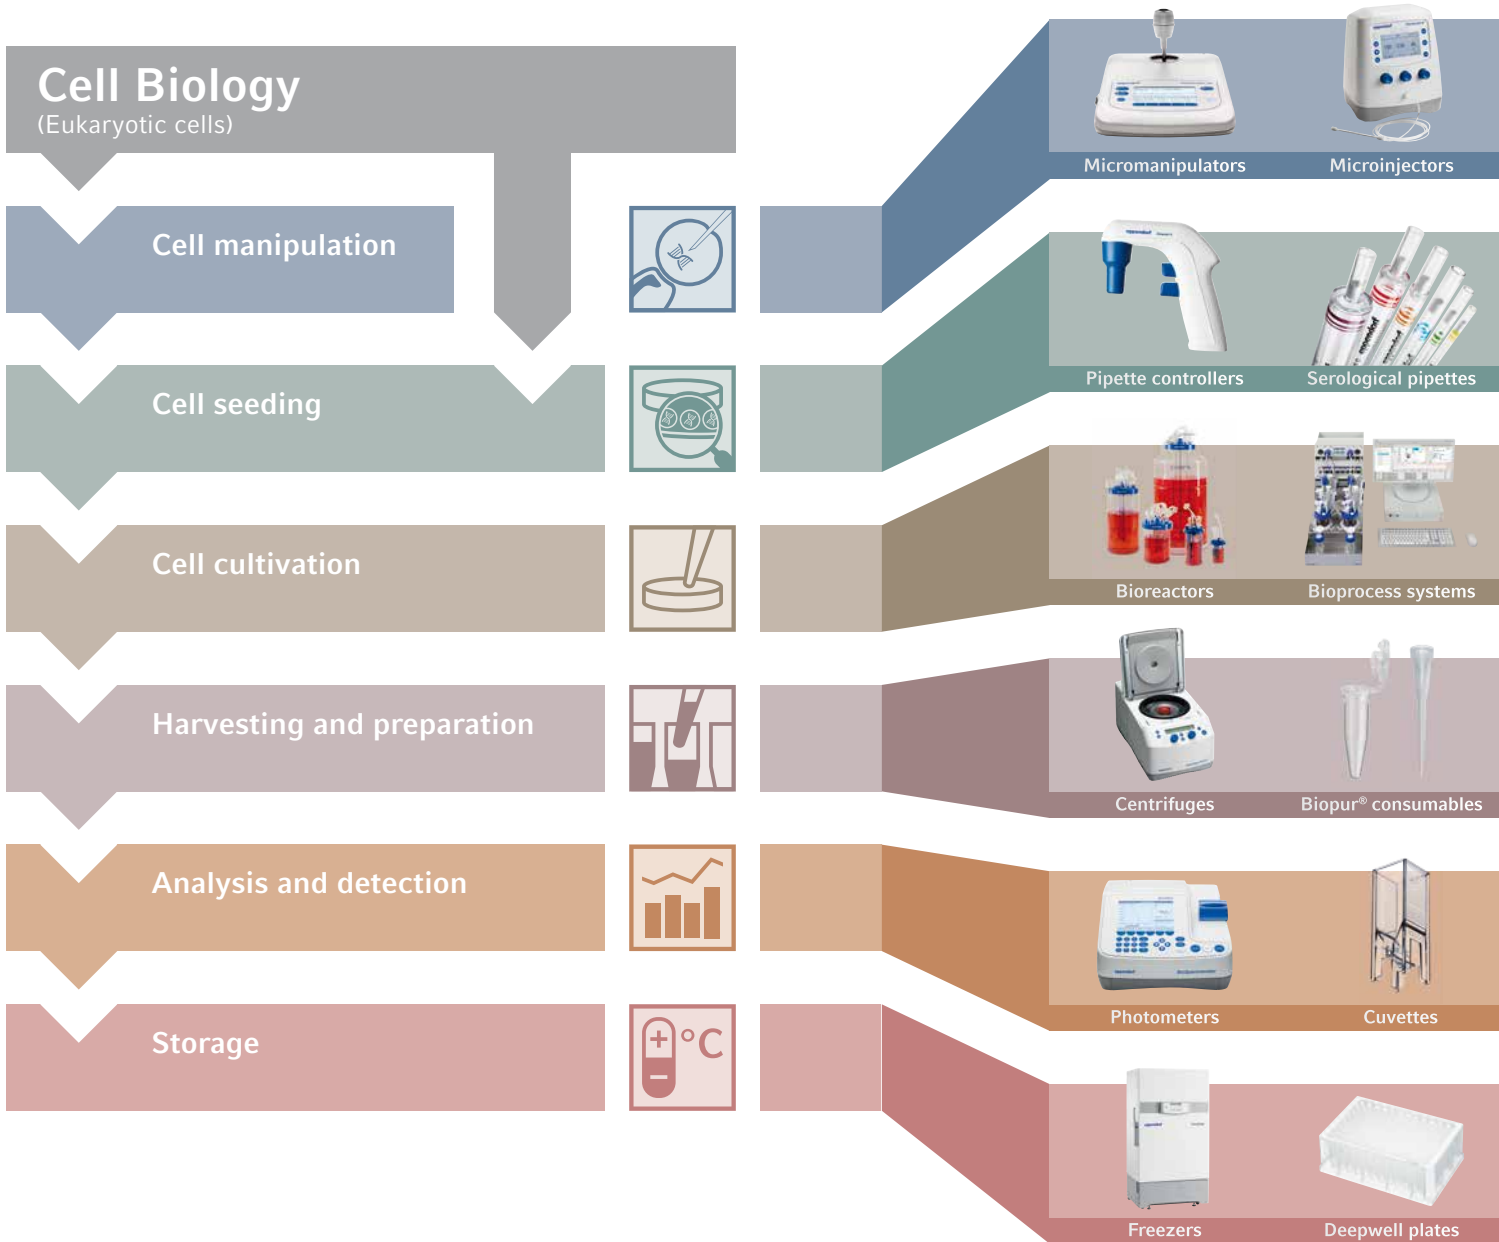 Cell Biology
(Eukaryotic cells)
Micromanipulators
Microinjectors
Cell manipulation
eppendorf
Pipette controllers
Serological pipettes
Cell seeding
Cell cultivation
Bioreactors
Bioprocess systems
Harvesting and preparation
Centrifuges
Biopur® consumables
Analysis and detection
Photometers
Cuvettes
Storage
+
°C
−
Freezers
Deepwell plates